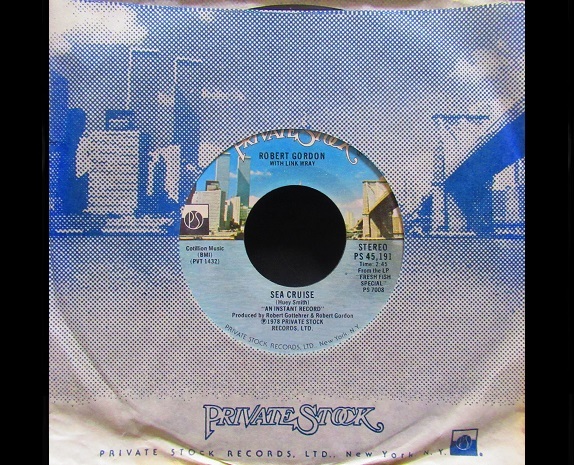 PRIVATE STOCK
ROBERT GORDON
WITH LINK WRAY
PS
Cotillion Music
(BMI)
(PVT 1432)
STEREO
PS 45,191
Time: 2:45
From the LP
"FRESH FISH
SPECIAL"
PS 7008
SEA CRUISE
(Huey Smith)
"AN INSTANT RECORD"
Produced by Robert Gottehrer & Robert Gordon
℗1978 PRIVATE STOCK
RECORDS, LTD.
PRIVATE STOCK RECORDS, LTD., New York, N.Y.
PRIVATE STOCK
PRIVATE STOCK RECORDS, LTD., New York, N.Y.
PS